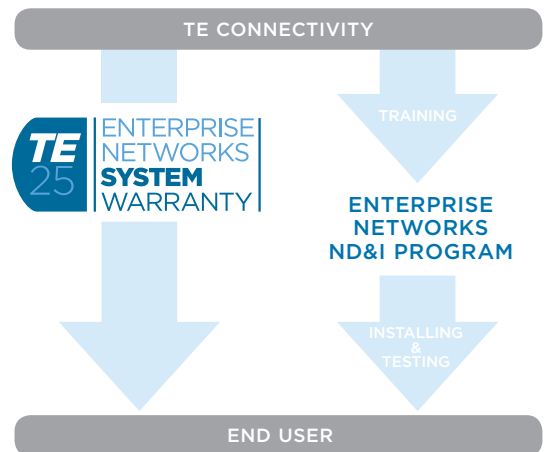 TE CONNECTIVITY
TE
25
ENTERPRISE
NETWORKS
SYSTEM
WARRANTY
TRAINING
ENTERPRISE
NETWORKS
ND&I PROGRAM
INSTALLING
&
TESTING
END USER